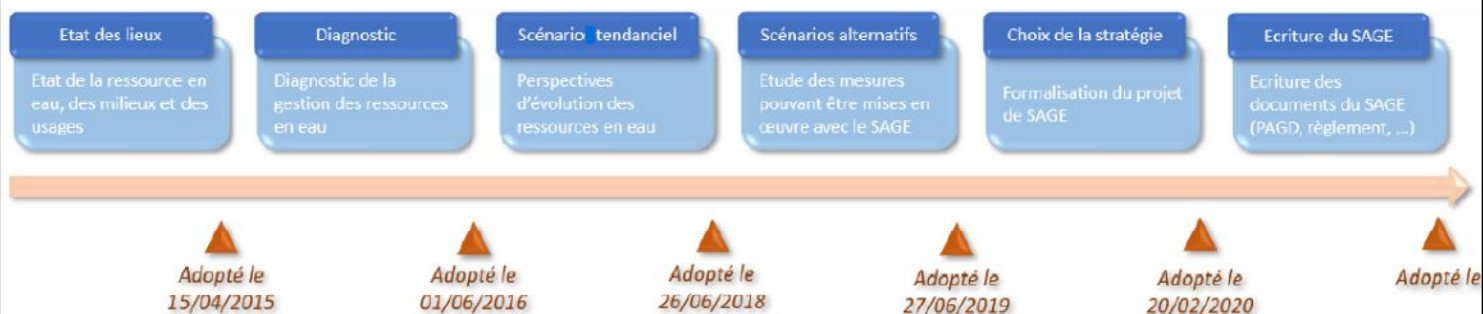 Etat des lieux
Etat de la ressource en
eau, des milieux et des
usages
Diagnostic
Diagnostic de la
gestion des ressources
en eau
Scénario tendanciel
Perspectives
d'évolution des
ressources en eau
Scénarios alternatifs
Etude des mesures
pouvant être mises en
œuvre avec le SAGE
Choix de la stratégie
Formalisation du projet
de SAGE
Ecriture du SAGE
Ecriture des
documents du SAGE
(PAGD, règlement, ...)
Adopté le
15/04/2015
Adopté le
01/06/2016
Adopté le
26/06/2018
Adopté le
27/06/2019
Adopté le
20/02/2020
Adopté le